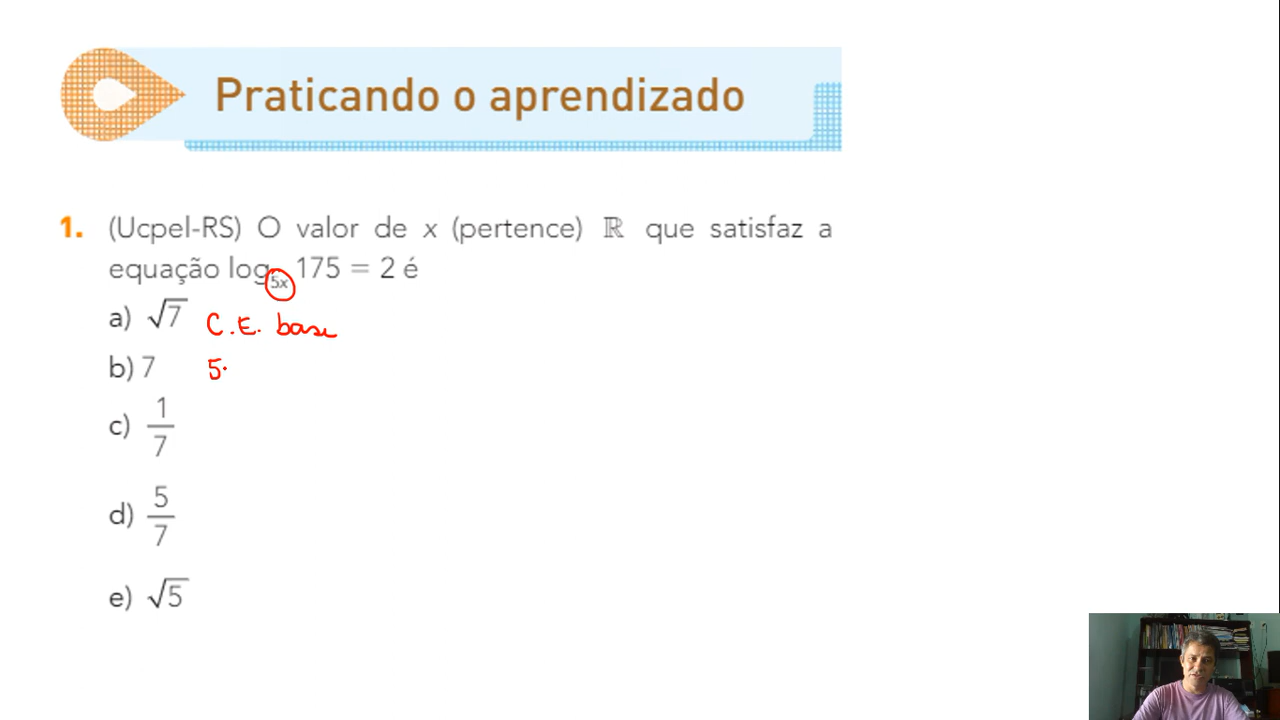 Praticando o aprendizado
1. (Ucpel-RS) O valor de x (pertence) ℝ que satisfaz a
equação log₅ₓ 175 = 2 é
a) √7
C.E. base
b) 7
5
c) 1/7
d) 5/7
e) √5